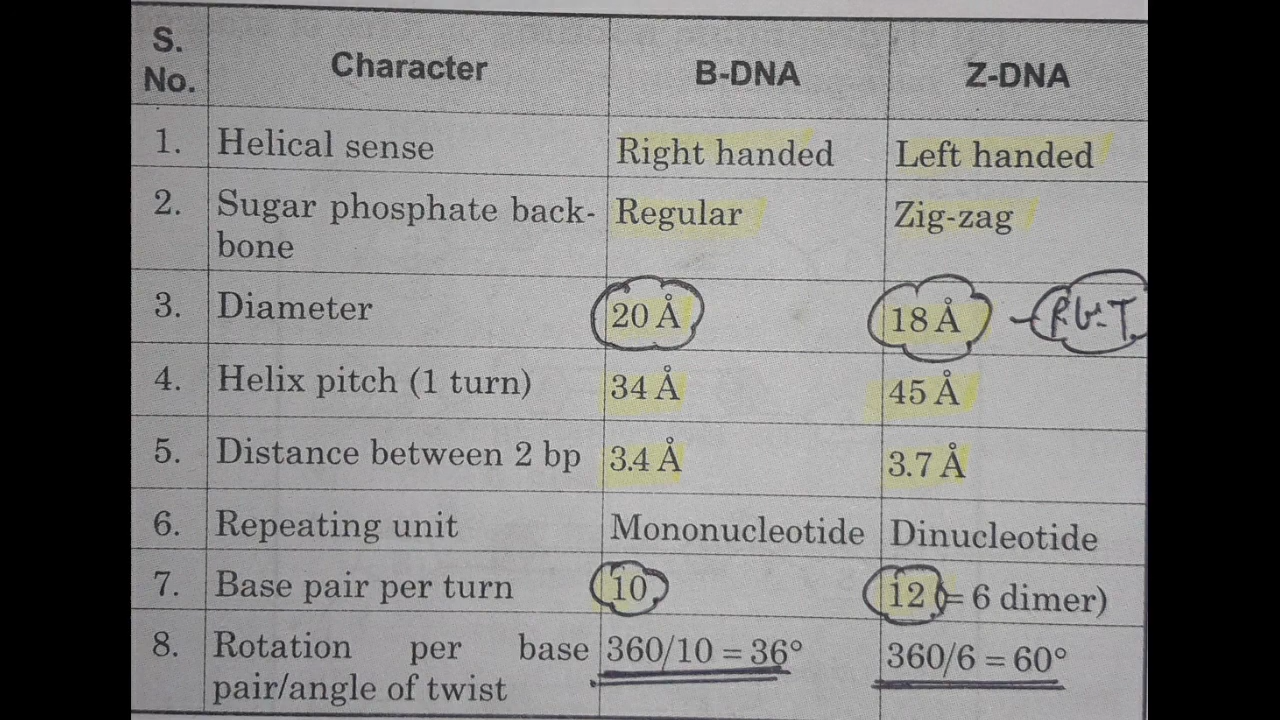 S. No. Character B-DNA Z-DNA
1. Helical sense Right handed Left handed
2. Sugar phosphate back- Regular Zig-zag
bone
3. Diameter 20 Å 18 Å
4. Helix pitch (1 turn) 34 Å 45 Å
5. Distance between 2 bp 3.4 Å 3.7 Å
6. Repeating unit Mononucleotide Dinucleotide
7. Base pair per turn 10 12 (= 6 dimer)
8. Rotation per base 360/10 = 36° 360/6 = 60°
pair/angle of twist